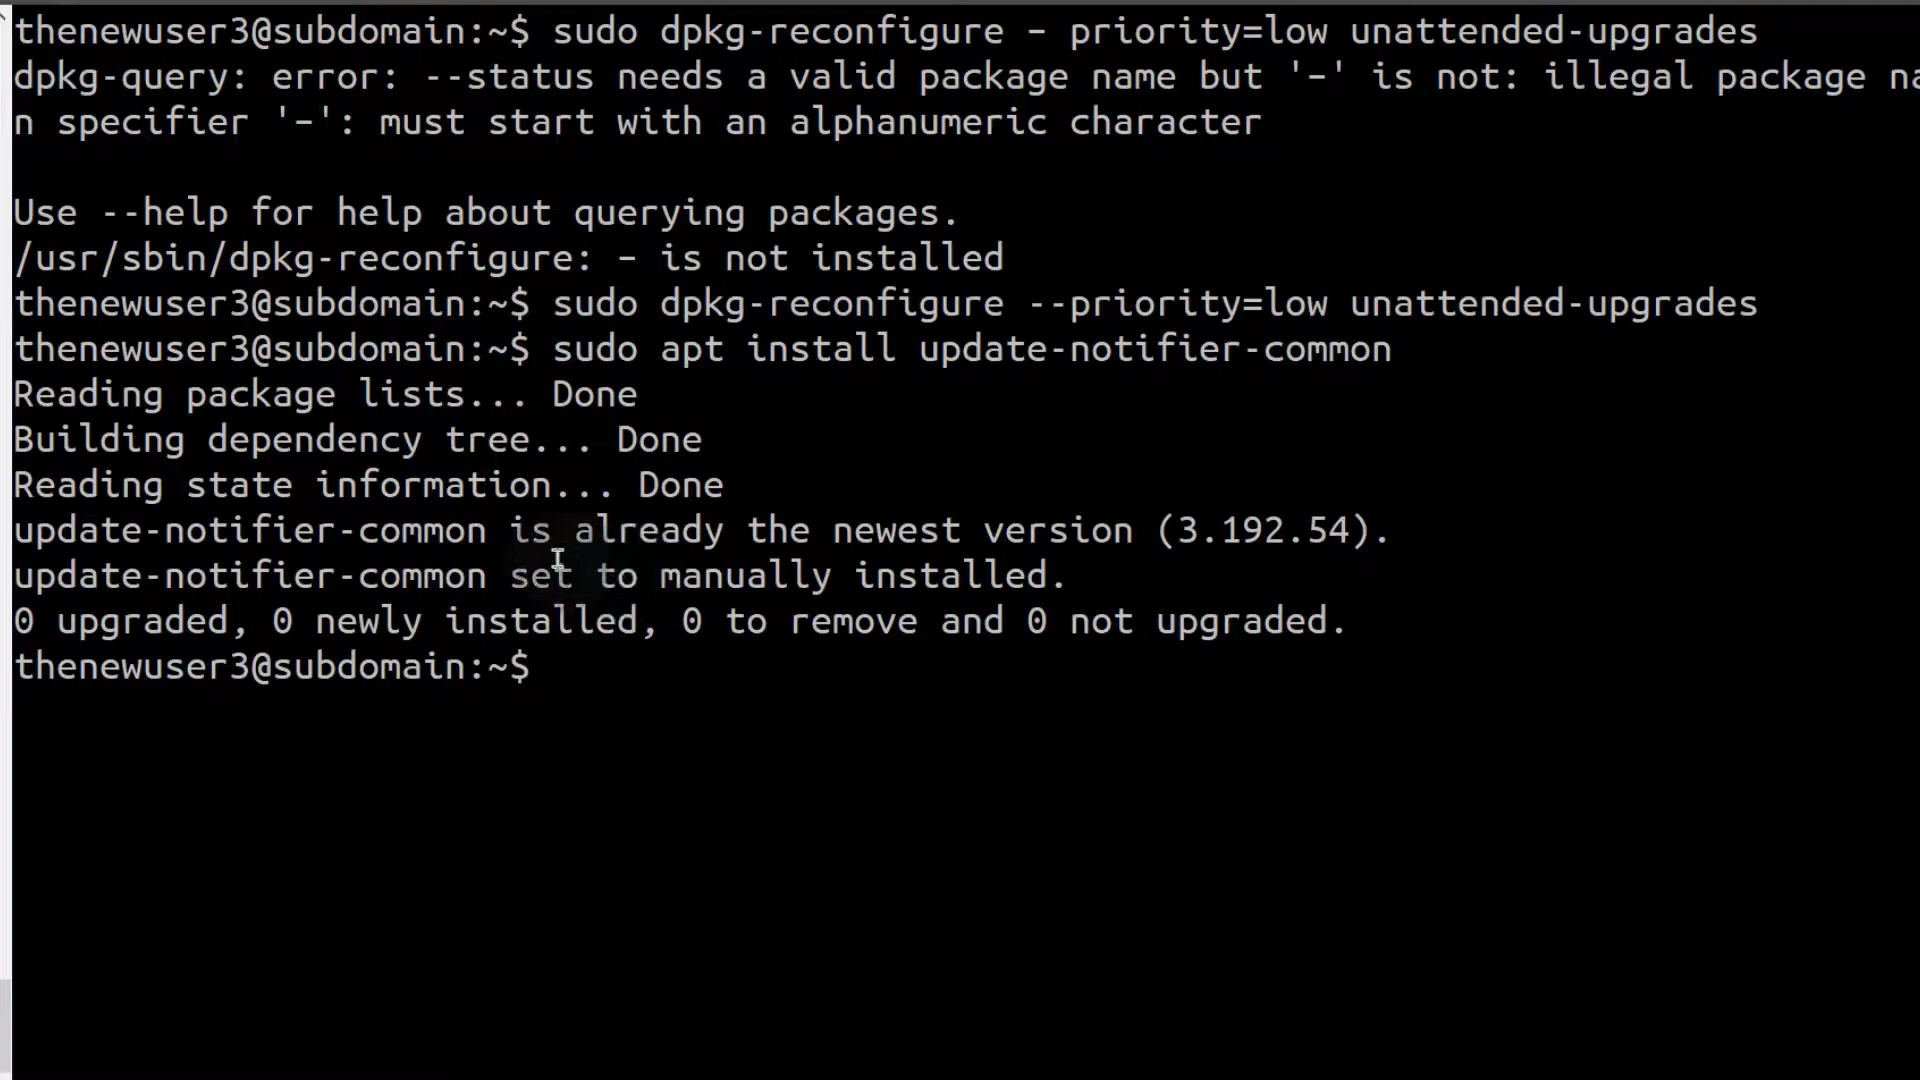 thenewuser3@subdomain:~$ sudo dpkg-reconfigure – priority=low unattended-upgrades
dpkg-query: error: --status needs a valid package name but '–' is not: illegal package na
n specifier '–': must start with an alphanumeric character
Use --help for help about querying packages.
/usr/sbin/dpkg-reconfigure: – is not installed
thenewuser3@subdomain:~$ sudo dpkg-reconfigure --priority=low unattended-upgrades
thenewuser3@subdomain:~$ sudo apt install update-notifier-common
Reading package lists... Done
Building dependency tree... Done
Reading state information... Done
update-notifier-common is already the newest version (3.192.54).
update-notifier-common set to manually installed.
0 upgraded, 0 newly installed, 0 to remove and 0 not upgraded.
thenewuser3@subdomain:~$